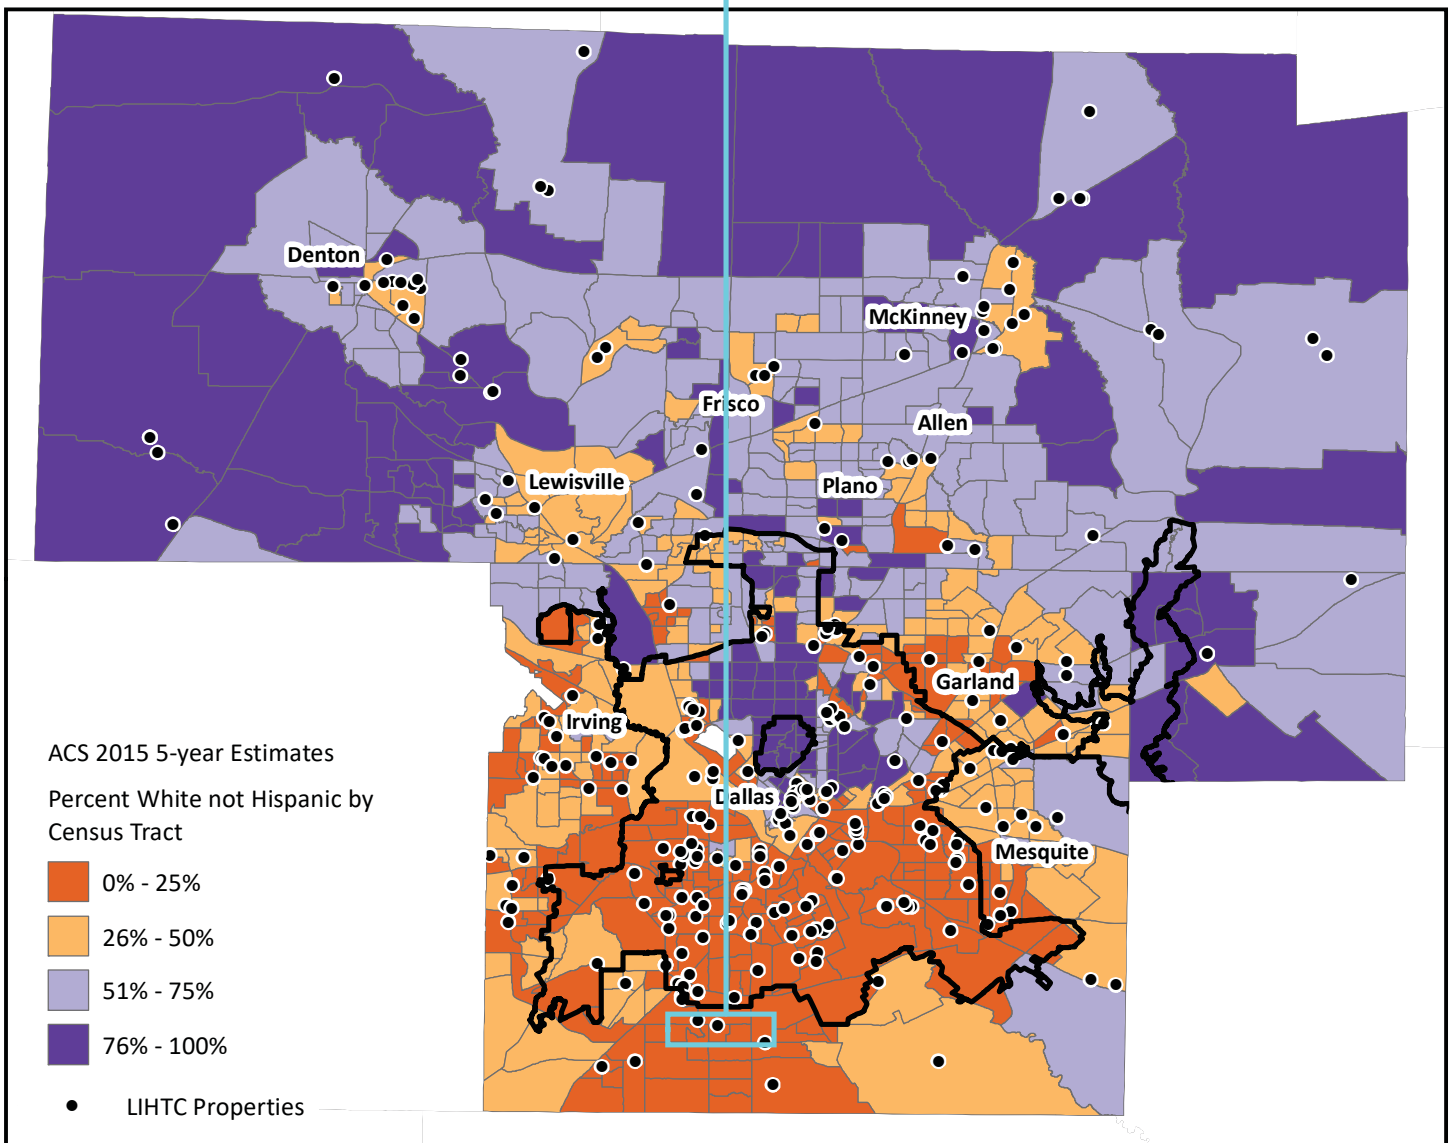 Denton
McKinney
Frisco
Allen
Lewisville
Plano
Garland
Irving
ACS 2015 5-year Estimates
Percent White not Hispanic by
Census Tract
Dallas
Mesquite
0% - 25%
26% - 50%
51% - 75%
76% - 100%
LIHTC Properties